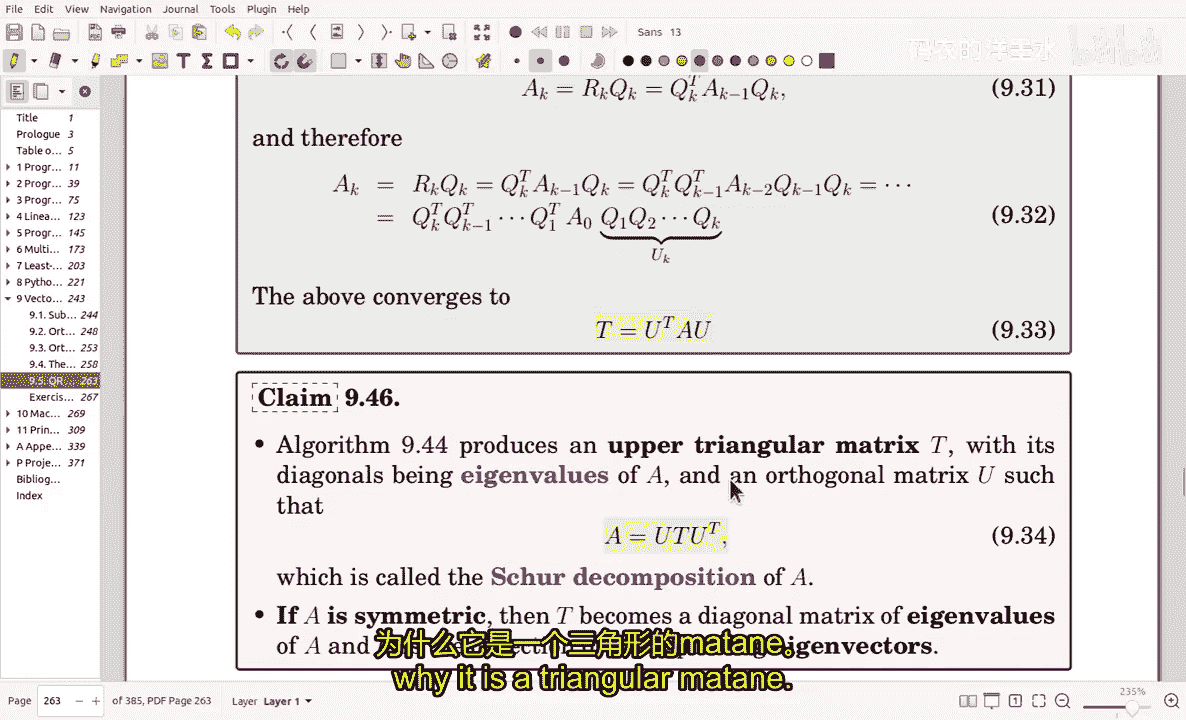 File Edit View Navigation Journal Tools Plugin Help
Sans 13
Title 1
Prologue 3
Table o... 5
1 Progr... 11
2 Progr... 39
3 Progr... 75
4 Linea... 123
5 Progr... 145
6 Multi... 173
7 Least-... 203
8 Pytho... 221
9 Vecto... 243
9.1. Sub... 244
9.2. Ort... 248
9.3. Ort... 253
9.4. The... 258
9.5. QR... 263
Exercis... 267
10 Mac... 269
11 Prin... 309
A Appe... 339
P Proje... 371
Bibliog...
Index
A_k = R_k Q_k = Q_k^T A_{k-1} Q_k, (9.31)
and therefore
A_k = R_k Q_k = Q_k^T A_{k-1} Q_k = Q_k^T Q_{k-1}^T A_{k-2} Q_{k-1} Q_k = ···
= Q_k^T Q_{k-1}^T ··· Q_1^T A_0 Q_1 Q_2 ··· Q_k (9.32)
U_k
The above converges to
T = U^T AU (9.33)
Claim 9.46.
• Algorithm 9.44 produces an upper triangular matrix T, with its
diagonals being eigenvalues of A, and an orthogonal matrix U such
that
A = UTU^T, (9.34)
which is called the Schur decomposition of A.
• If A is symmetric, then T becomes a diagonal matrix of eigenvalues
of A and eigenvectors.
为什么它是一个三角形的matane。
why it is a triangular matane.
Page 263 of 385, PDF Page 263 Layer Layer 1 235%